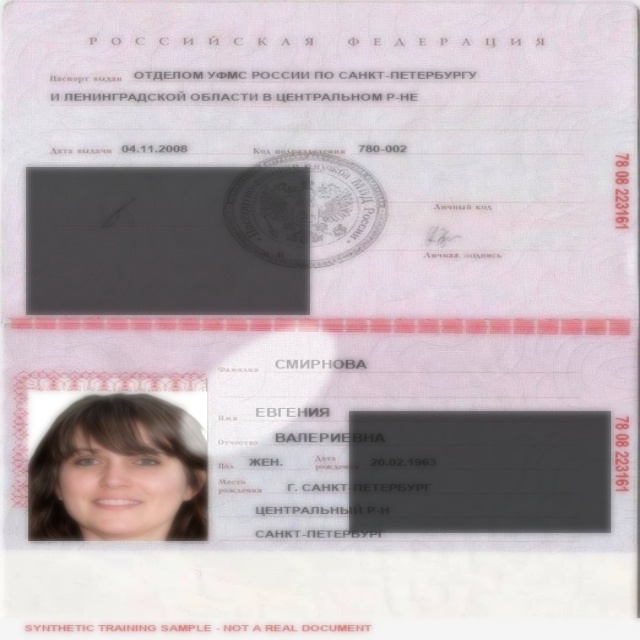 РОССИЙСКАЯ ФЕДЕРАЦИЯ
Паспорт выдан ОТДЕЛОМ УФМС РОССИИ ПО САНКТ-ПЕТЕРБУРГУ
И ЛЕНИНГРАДСКОЙ ОБЛАСТИ В ЦЕНТРАЛЬНОМ Р-НЕ
Дата выдачи 04.11.2008 Код подразделения 780-002
78 08 223161
Личный код
Личная подпись
Фамилия СМИРНОВА
Имя ЕВГЕНИЯ
Отчество ВАЛЕРИЕВНА
Пол ЖЕН. Дата рождения 20.02.1963
Место рождения Г. САНКТ-ПЕТЕРБУРГ
ЦЕНТРАЛЬНЫЙ Р-Н
САНКТ-ПЕТЕРБУРГ
78 08 223161
SYNTHETIC TRAINING SAMPLE - NOT A REAL DOCUMENT